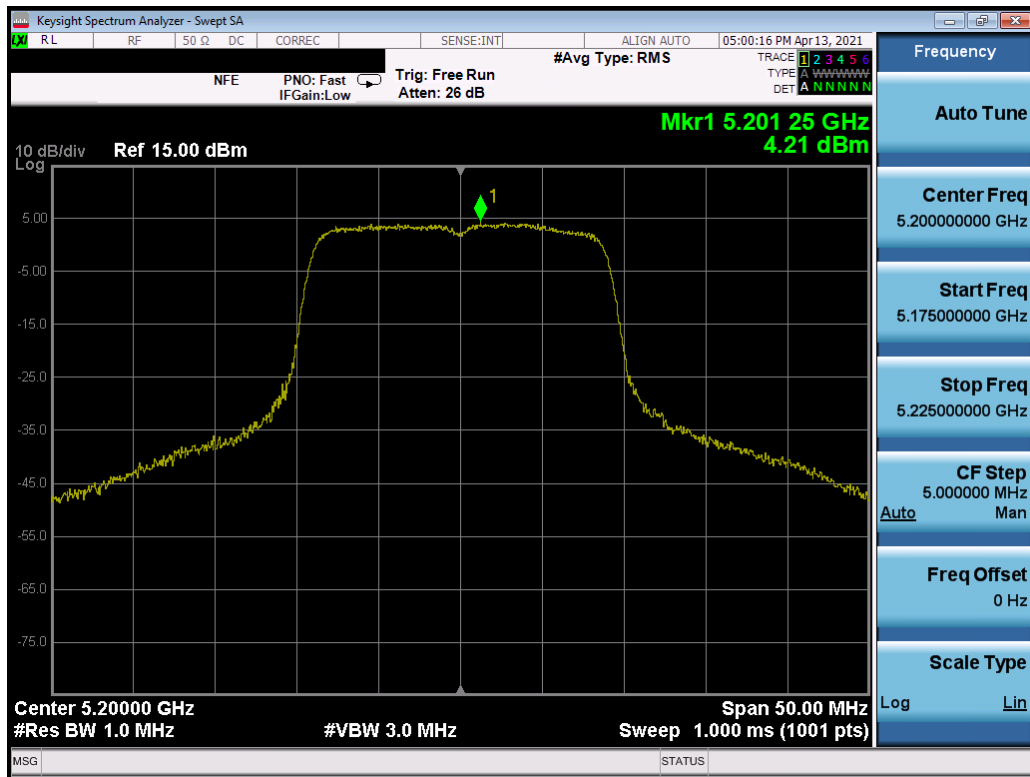 Keysight Spectrum Analyzer - Swept SA
LXI RL RF 50 Ω DC CORREC SENSE:INT ALIGN AUTO 05:00:16 PM Apr 13, 2021
#Avg Type: RMS TRACE 1 2 3 4 5 6
NFE PNO: Fast Trig: Free Run TYPE A WWWWW
IFGain:Low Atten: 26 dB DET A N N N N N
Mkr1 5.201 25 GHz
4.21 dBm
10 dB/div Ref 15.00 dBm
Log
1
5.00
-5.00
-15.0
-25.0
-35.0
-45.0
-55.0
-65.0
-75.0
Center 5.20000 GHz Span 50.00 MHz
#Res BW 1.0 MHz #VBW 3.0 MHz Sweep 1.000 ms (1001 pts)
MSG STATUS
Frequency
Auto Tune
Center Freq
5.200000000 GHz
Start Freq
5.175000000 GHz
Stop Freq
5.225000000 GHz
CF Step
5.000000 MHz
Auto Man
Freq Offset
0 Hz
Scale Type
Log Lin